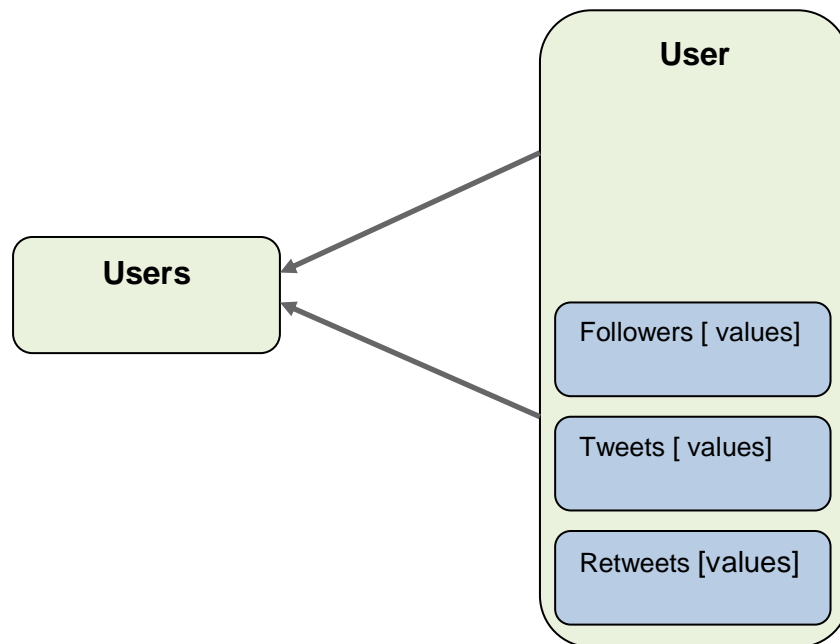 User
Users
Followers [ values]
Tweets [ values]
Retweets [values]